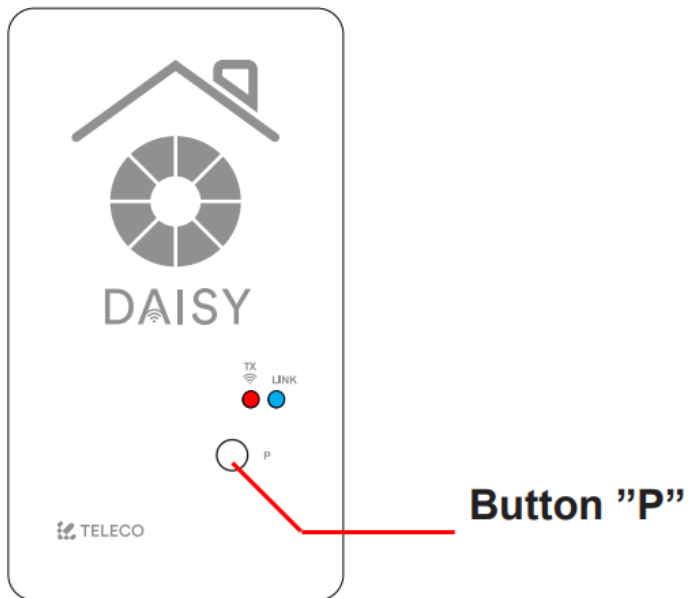 DAISY
TX
LINK
P
Button ”P”
TELECO